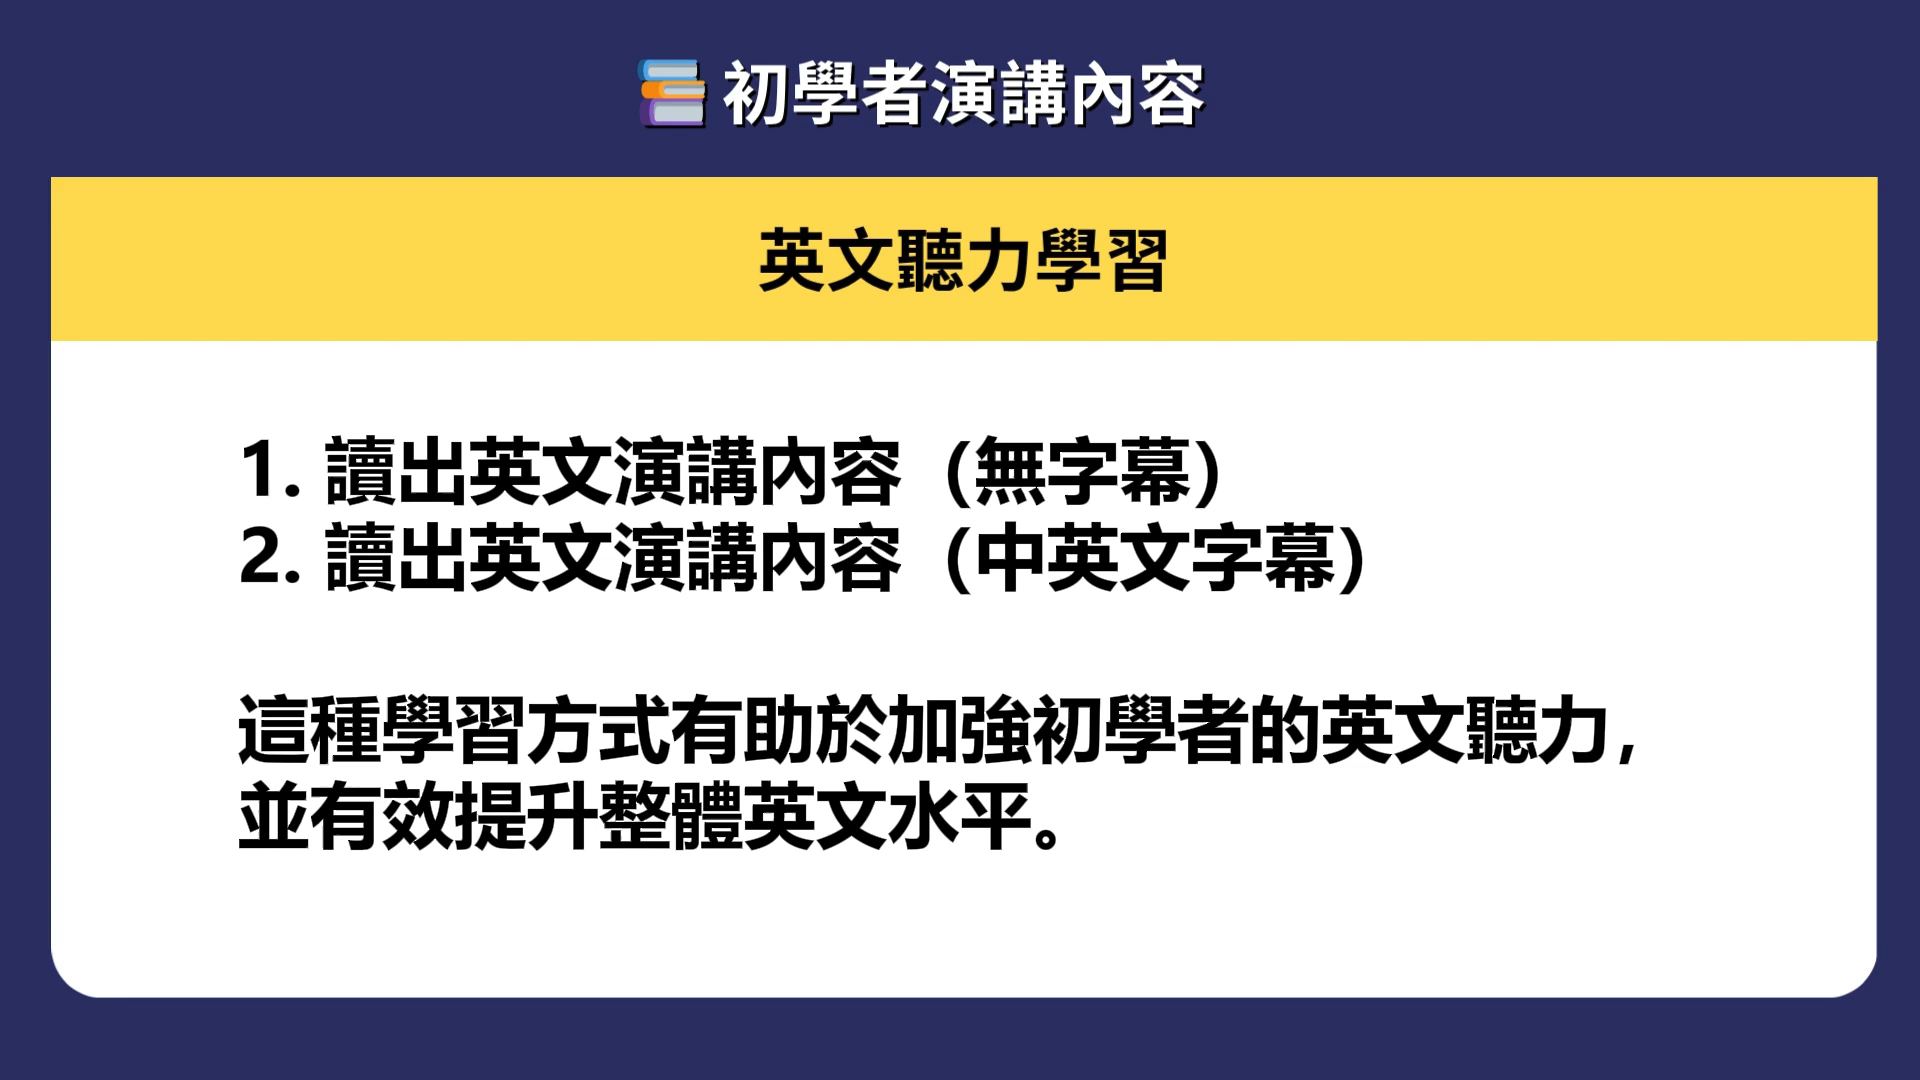 📚初學者演講內容
英文聽力學習
1. 讀出英文演講內容（無字幕）
2. 讀出英文演講內容（中英文字幕）
這種學習方式有助於加強初學者的英文聽力，
並有效提升整體英文水平。